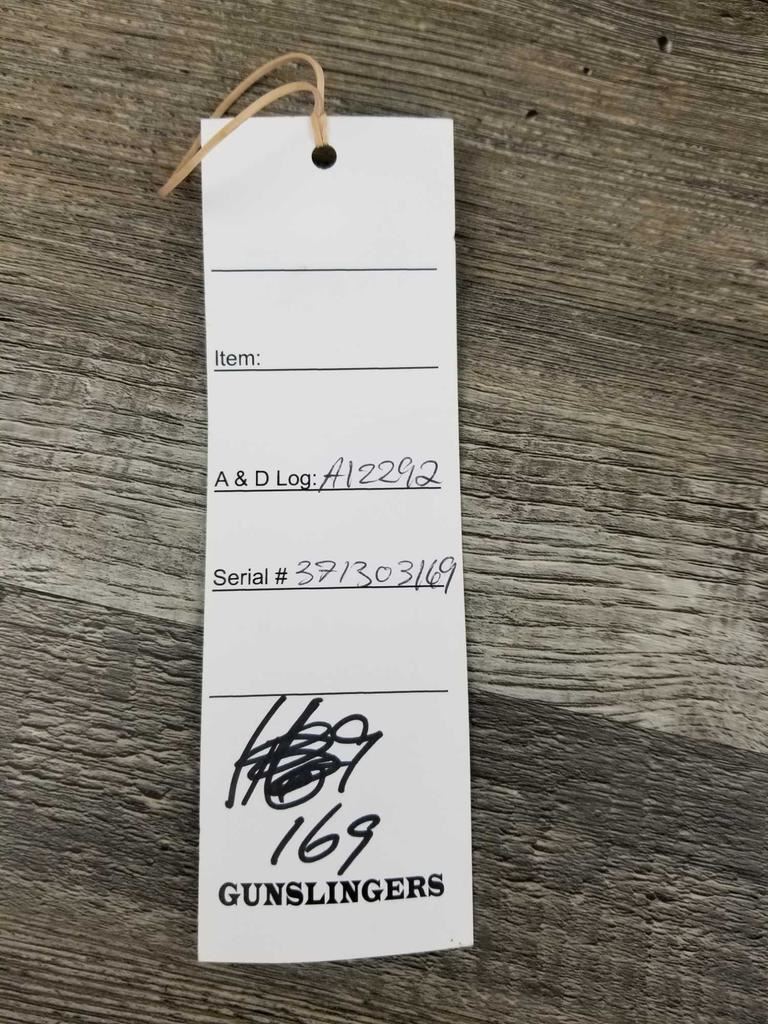 Item:
A & D Log: A12292
Serial # 371303169
169
GUNSLINGERS